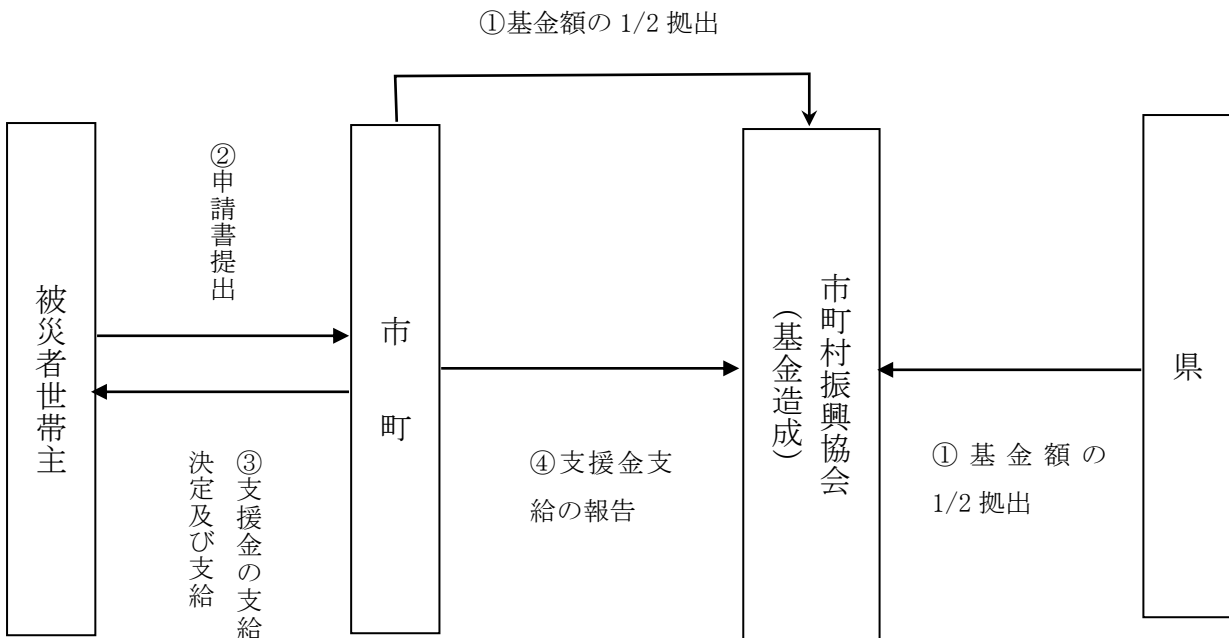 ①基金額の 1/2 拠出
②申請書提出
被災者世帯主
③支援金の支給
決定及び支給
市町
④支援金支
給の報告
市町村振興協会
(基金造成)
①基金額の
1/2 拠出
県